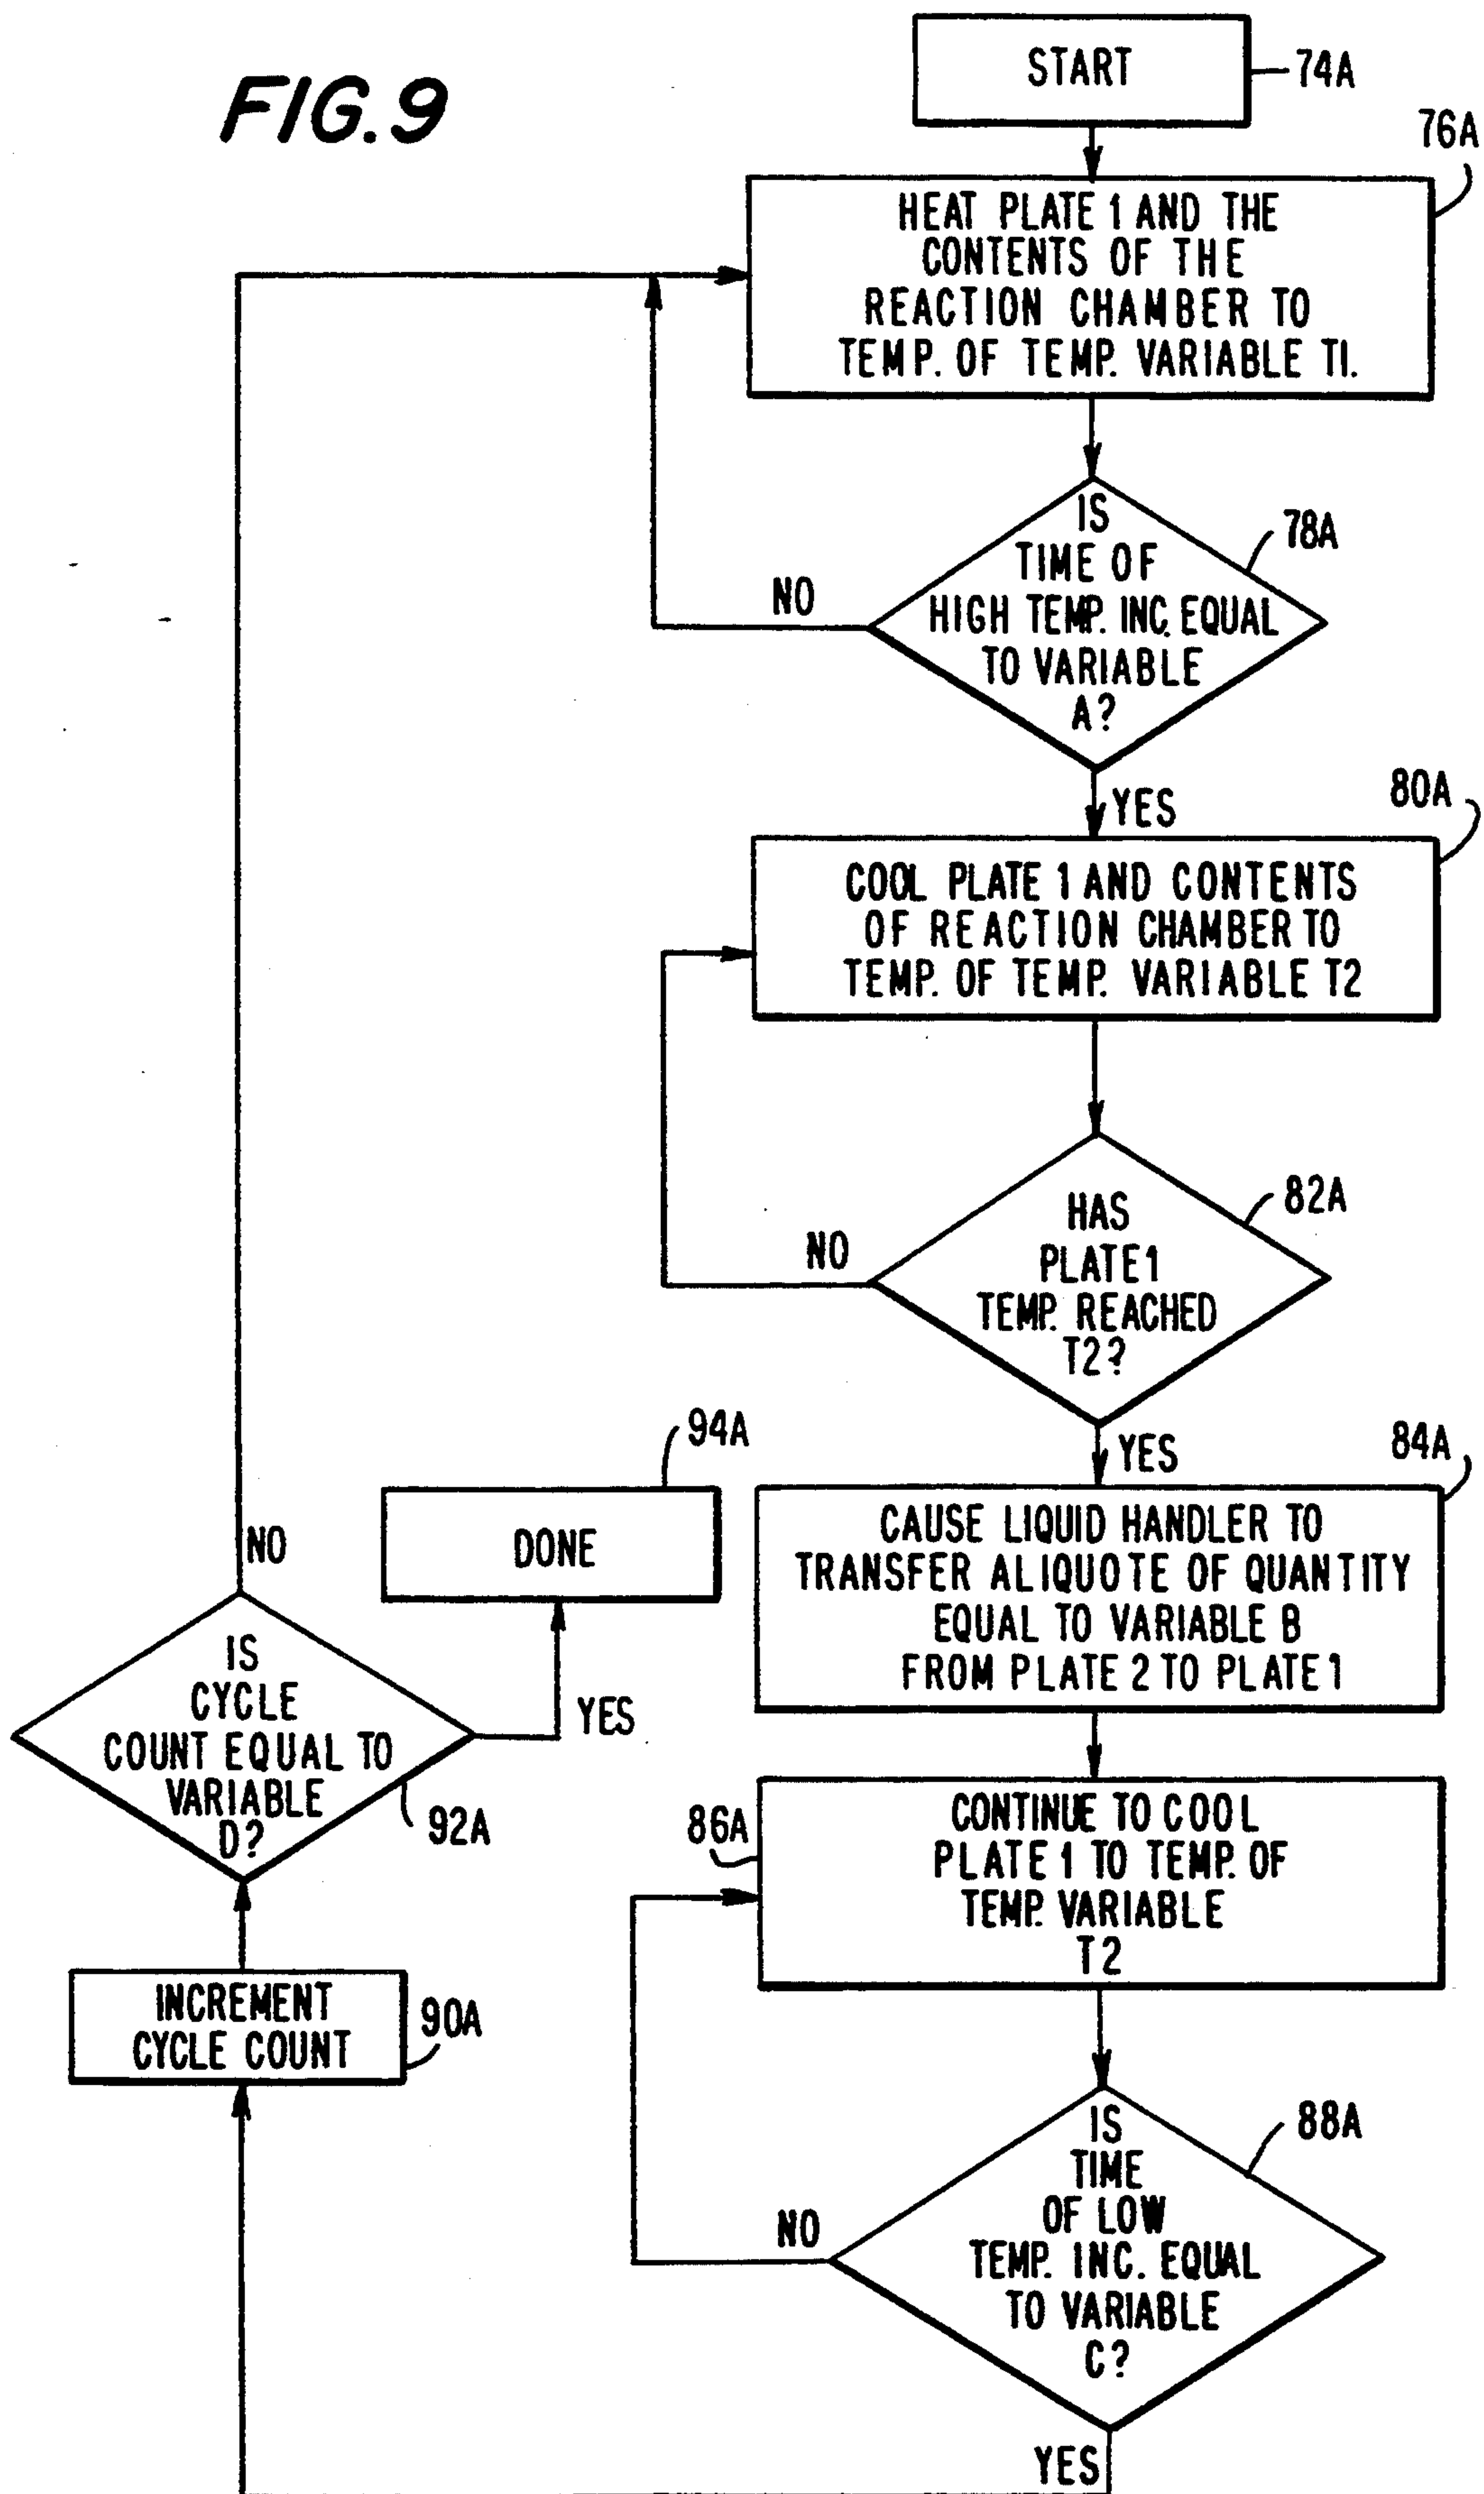 FIG.9
START
74A
76A
HEAT PLATE 1 AND THE
CONTENTS OF THE
REACTION CHAMBER TO
TEMP. OF TEMP. VARIABLE T1.
IS
TIME OF
HIGH TEMP. INC. EQUAL
TO VARIABLE
A?
78A
NO
YES
80A
COOL PLATE 1 AND CONTENTS
OF REACTION CHAMBER TO
TEMP. OF TEMP. VARIABLE T2
HAS
PLATE 1
TEMP. REACHED
T2?
82A
NO
YES
84A
CAUSE LIQUID HANDLER TO
TRANSFER ALIQUOTE OF QUANTITY
EQUAL TO VARIABLE B
FROM PLATE 2 TO PLATE 1
86A
CONTINUE TO COOL
PLATE 1 TO TEMP. OF
TEMP. VARIABLE
T2
IS
TIME
OF LOW
TEMP. INC. EQUAL
TO VARIABLE
C?
88A
NO
YES
INCREMENT
CYCLE COUNT
90A
IS
CYCLE
COUNT EQUAL TO
VARIABLE
D?
92A
NO
YES
DONE
94A